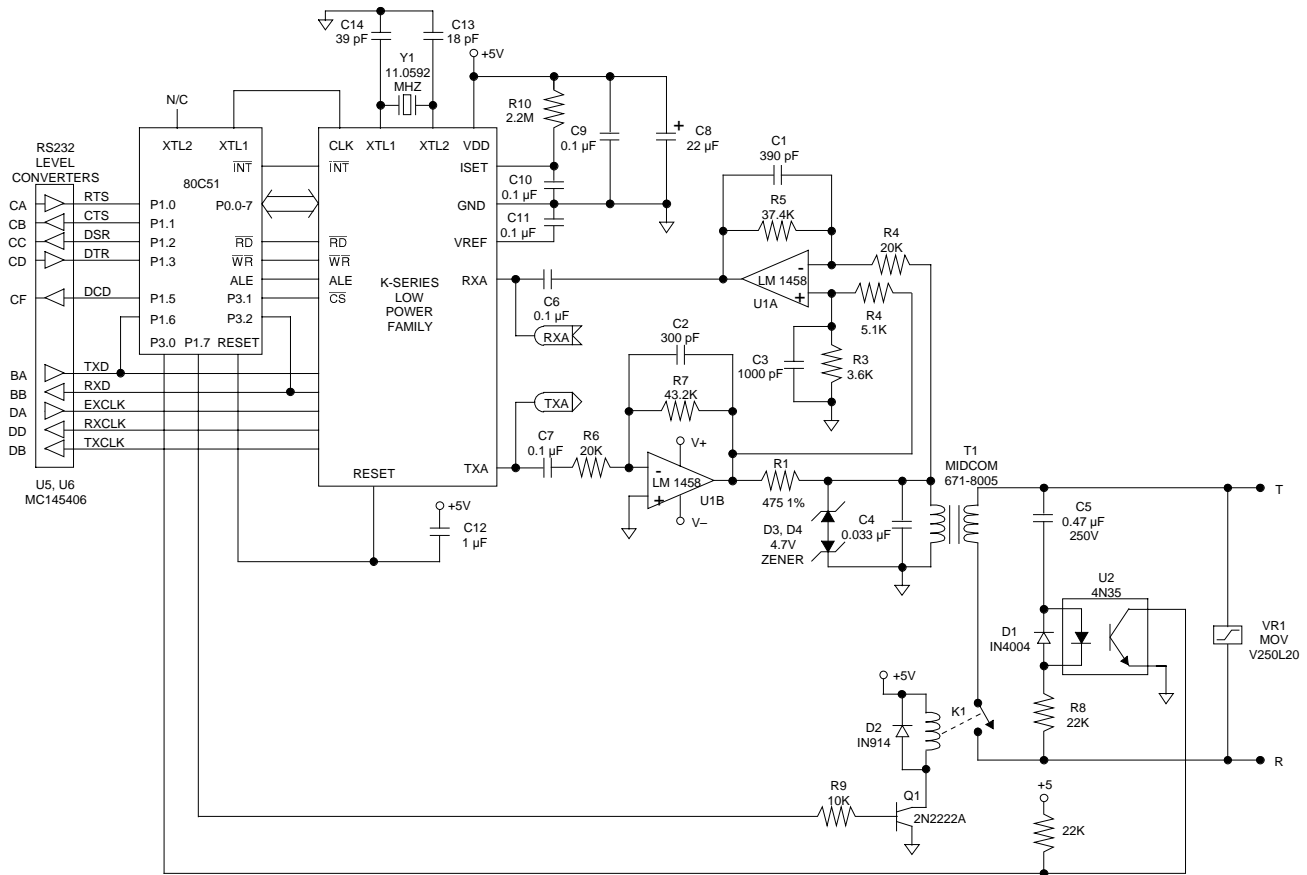 C14
39 pF
C13
18 pF
+5V
Y1
11.0592
MHZ
N/C
R10
2.2M
C9
0.1 µF
+
C8
22 µF
C1
390 pF
RS232
LEVEL
CONVERTERS
XTL2
XTL1
INT
80C51
P1.0
P0.0-7
P1.1
P1.2
RD
P1.3
WR
ALE
P1.5
P3.1
P1.6
P3.2
P3.0
P1.7
RESET
CLK
XTL1
XTL2
VDD
INT
ISET
GND
VREF
RD
WR
ALE
CS
RXA
K-SERIES
LOW
POWER
FAMILY
TXA
RESET
C10
0.1 µF
C11
0.1 µF
CA
RTS
CB
CTS
CC
DSR
CD
DTR
CF
DCD
BA
TXD
BB
RXD
DA
EXCLK
DD
RXCLK
DB
TXCLK
U5, U6
MC145406
R5
37.4K
R4
20K
-
LM 1458
+
U1A
R4
5.1K
C6
0.1 µF
RXA
C2
300 pF
C3
1000 pF
R3
3.6K
R7
43.2K
TXA
C7
0.1 µF
R6
20K
V+
-
LM 1458
+
U1B
V–
R1
475 1%
D3, D4
4.7V
ZENER
C4
0.033 µF
T1
MIDCOM
671-8005
T
C5
0.47 µF
250V
+5V
C12
1 µF
U2
4N35
D1
IN4004
VR1
MOV
V250L20
+5V
D2
IN914
K1
R8
22K
R
R9
10K
Q1
2N2222A
+5
22K